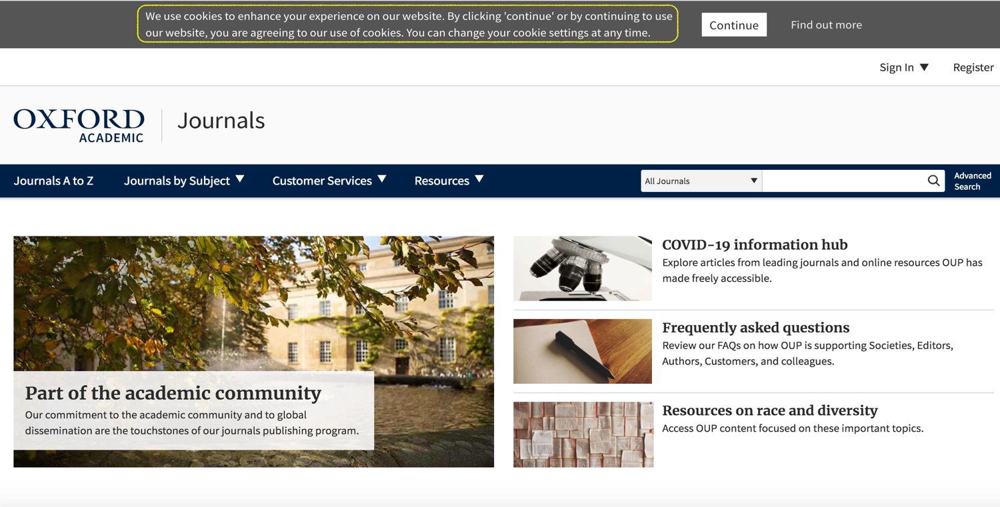 We use cookies to enhance your experience on our website. By clicking 'continue' or by continuing to use
our website, you are agreeing to our use of cookies. You can change your cookie settings at any time.
Continue
Find out more
Sign In ▼
Register
OXFORD
ACADEMIC
Journals
Journals A to Z
Journals by Subject ▼
Customer Services ▼
Resources ▼
All Journals ▼
Advanced
Search
Part of the academic community
Our commitment to the academic community and to global
dissemination are the touchstones of our journals publishing program.
COVID-19 information hub
Explore articles from leading journals and online resources OUP has
made freely accessible.
Frequently asked questions
Review our FAQs on how OUP is supporting Societies, Editors,
Authors, Customers, and colleagues.
Resources on race and diversity
Access OUP content focused on these important topics.